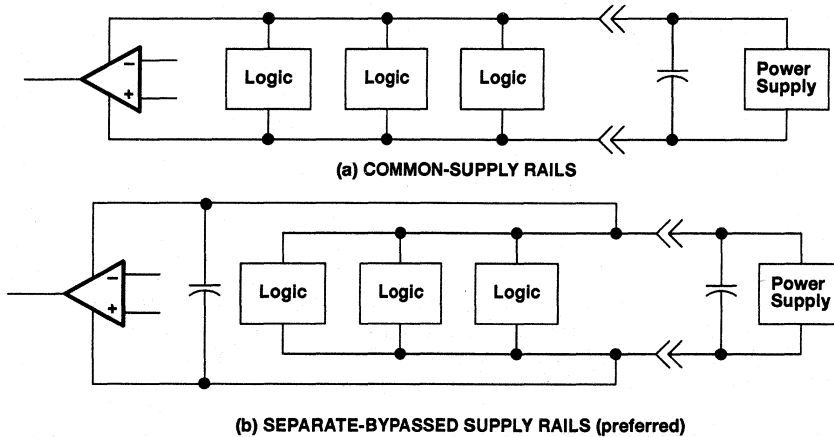 −
+
Logic
Logic
Logic
Power
Supply
(a) COMMON-SUPPLY RAILS
−
+
Logic
Logic
Logic
Power
Supply
(b) SEPARATE-BYPASSED SUPPLY RAILS (preferred)